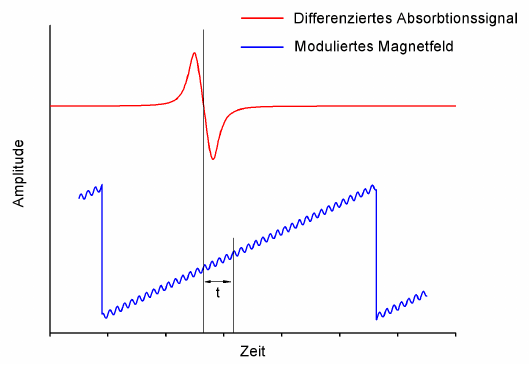 Differenziertes Absorbtionssignal
Moduliertes Magnetfeld
Amplitude
t
Zeit